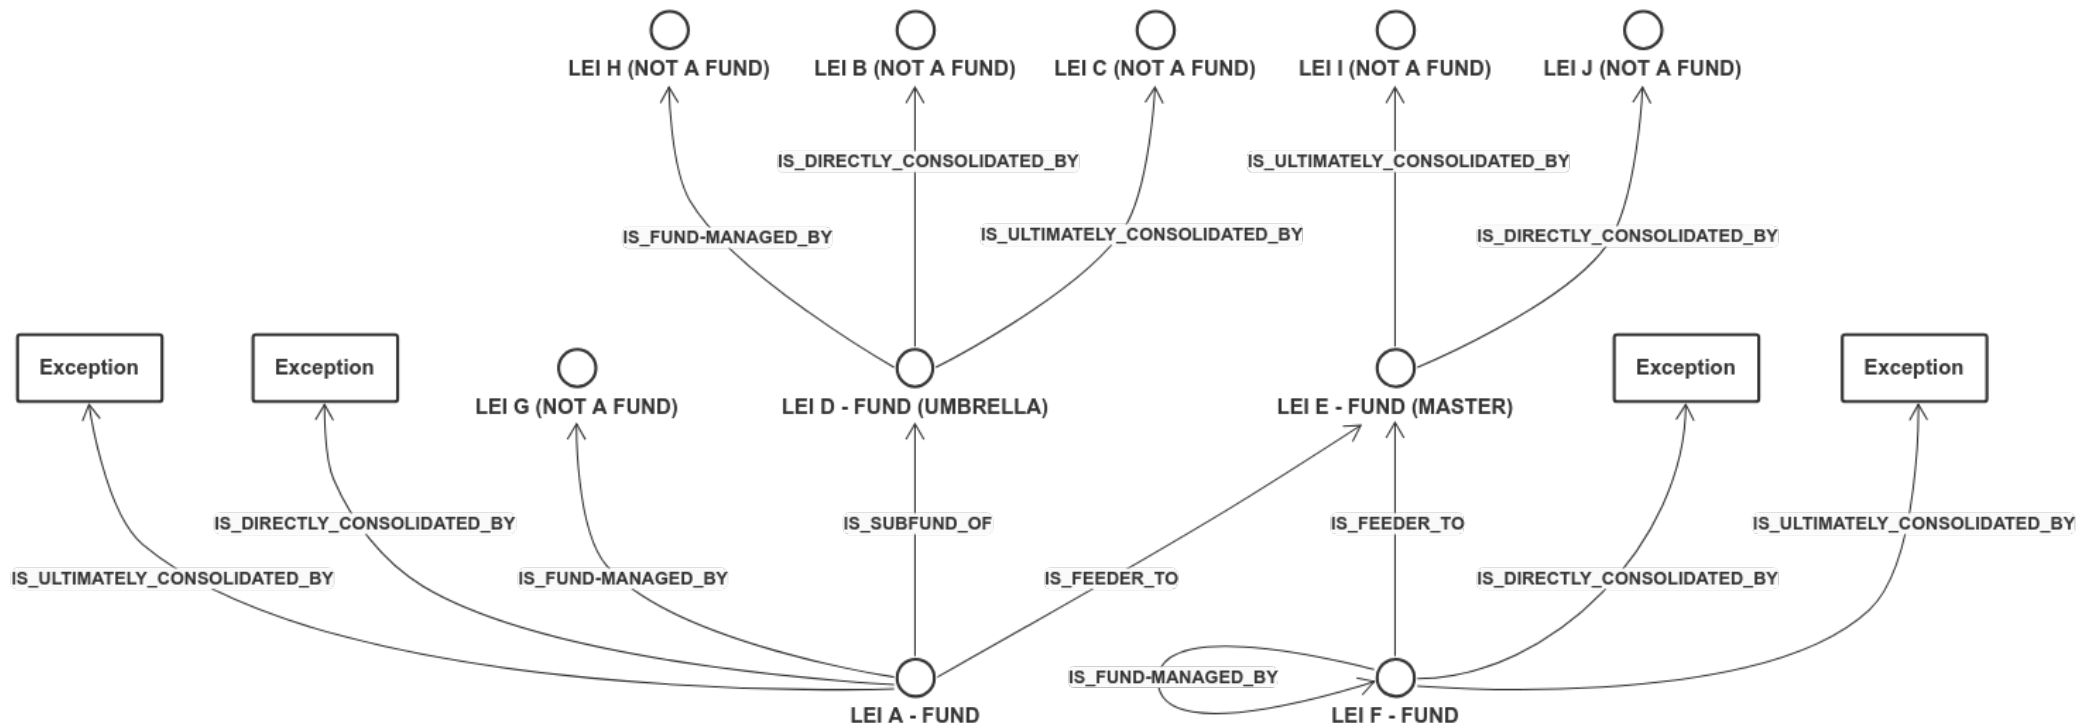 LEI H (NOT A FUND)
LEI B (NOT A FUND)
LEI C (NOT A FUND)
LEI I (NOT A FUND)
LEI J (NOT A FUND)
IS_DIRECTLY_CONSOLIDATED_BY
IS_ULTIMATELY_CONSOLIDATED_BY
IS_FUND-MANAGED_BY
IS_ULTIMATELY_CONSOLIDATED_BY
IS_DIRECTLY_CONSOLIDATED_BY
Exception
Exception
Exception
Exception
LEI G (NOT A FUND)
LEI D - FUND (UMBRELLA)
LEI E - FUND (MASTER)
IS_DIRECTLY_CONSOLIDATED_BY
IS_SUBFUND_OF
IS_FEEDER_TO
IS_ULTIMATELY_CONSOLIDATED_BY
IS_ULTIMATELY_CONSOLIDATED_BY
IS_FUND-MANAGED_BY
IS_FEEDER_TO
IS_DIRECTLY_CONSOLIDATED_BY
IS_FUND-MANAGED_BY
LEI A - FUND
LEI F - FUND